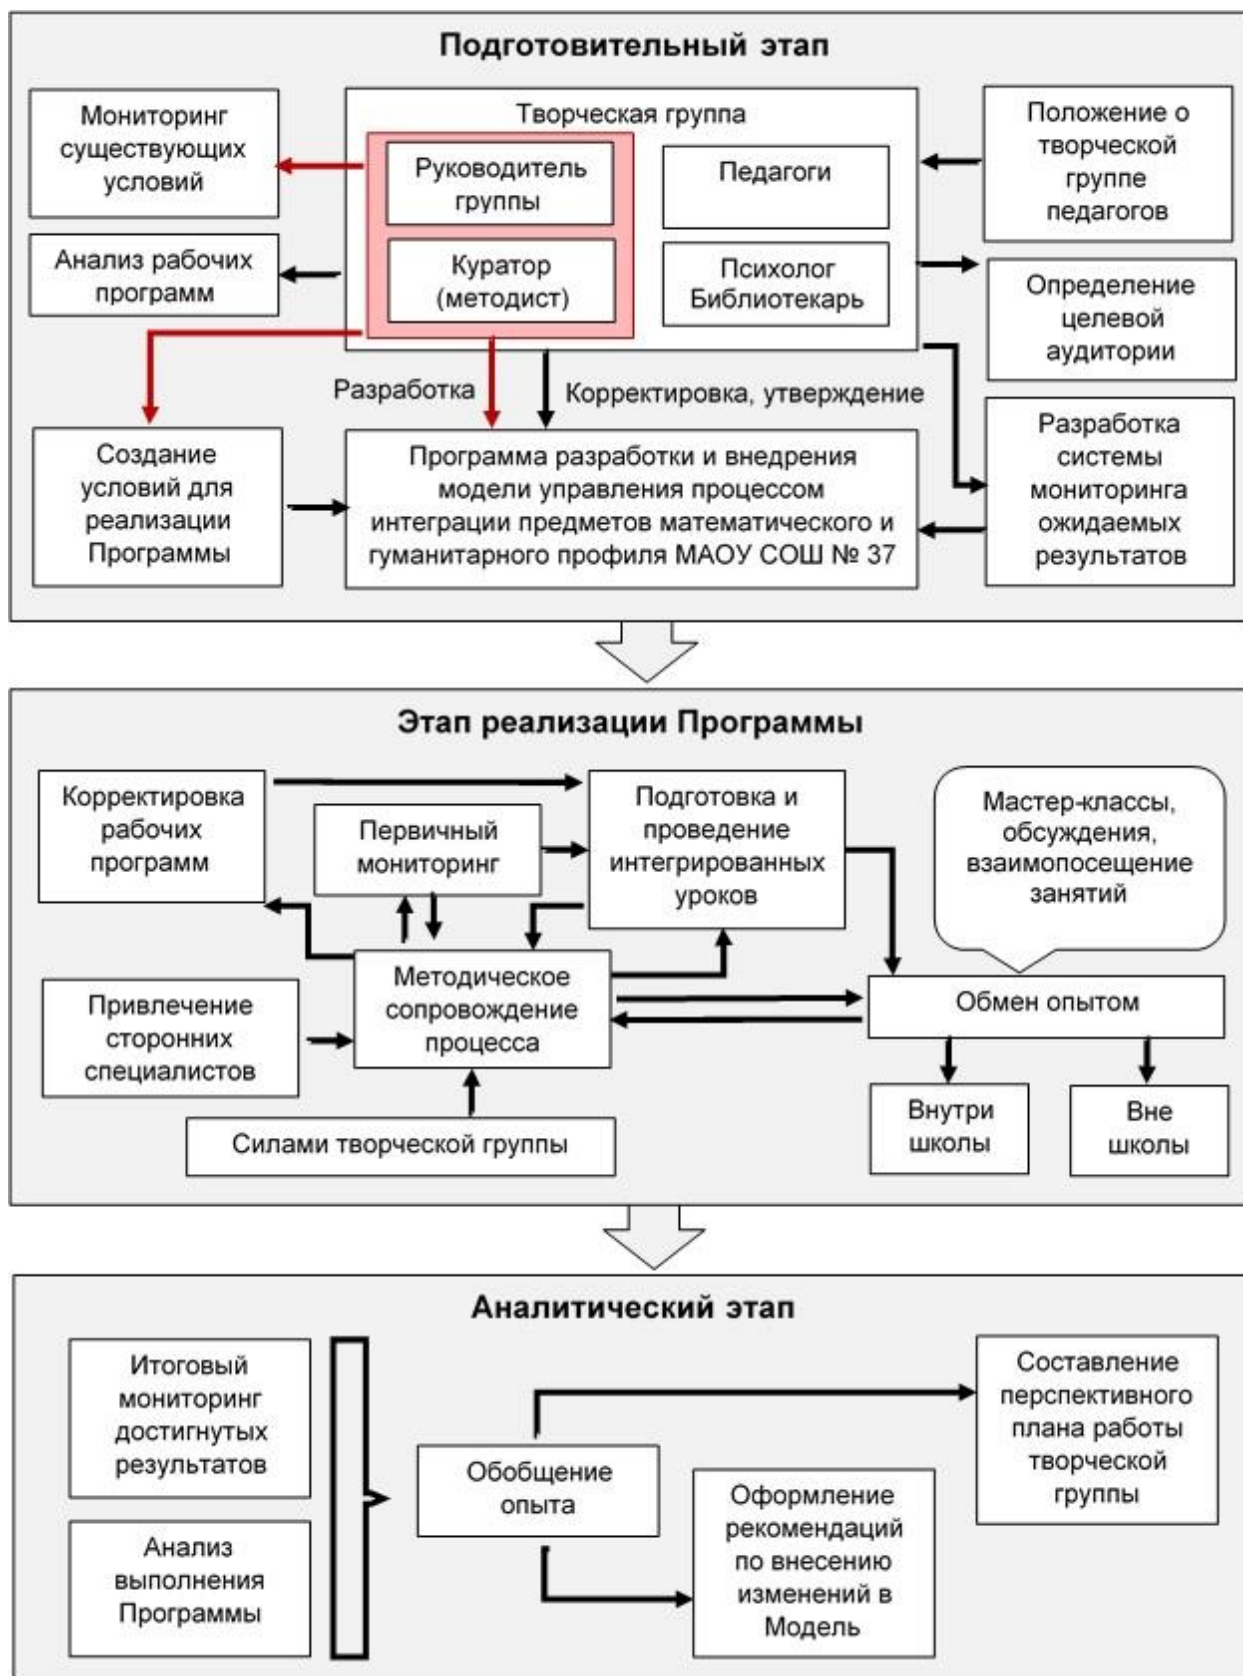 Подготовительный этап
Мониторинг
существующих
условий
Анализ рабочих
программ
Творческая группа
Руководитель
группы
Куратор
(методист)
Педагоги
Психолог
Библиотекарь
Положение о
творческой
группе
педагогов
Определение
целевой
аудитории
Разработка
Корректировка, утверждение
Создание
условий для
реализации
Программы
Программа разработки и внедрения
модели управления процессом
интеграции предметов математического и
гуманитарного профиля МАОУ СОШ № 37
Разработка
системы
мониторинга
ожидаемых
результатов
Этап реализации Программы
Корректировка
рабочих
программ
Первичный
мониторинг
Подготовка и
проведение
интегрированных
уроков
Мастер-классы,
обсуждения,
взаимопосещение
занятий
Привлечение
сторонних
специалистов
Методическое
сопровождение
процесса
Обмен опытом
Силами творческой группы
Внутри
школы
Вне
школы
Аналитический этап
Итоговый
мониторинг
достигнутых
результатов
Анализ
выполнения
Программы
Обобщение
опыта
Оформление
рекомендаций
по внесению
изменений в
Модель
Составление
перспективного
плана работы
творческой
группы